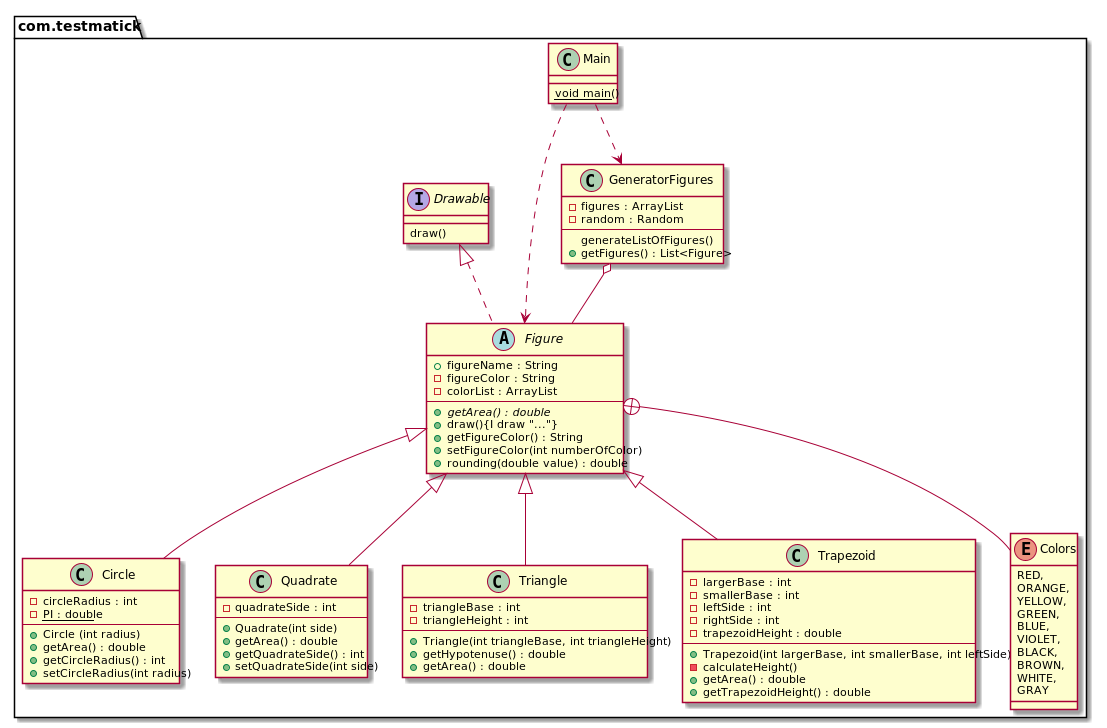 com.testmatick
C Main
void main()
I Drawable
draw()
C GeneratorFigures
figures : ArrayList
random : Random
generateListOfFigures()
getFigures() : List<Figure>
A Figure
figureName : String
figureColor : String
colorList : ArrayList
getArea() : double
draw(){I draw "..."}
getFigureColor() : String
setFigureColor(int numberOfColor)
rounding(double value) : double
C Circle
circleRadius : int
PI : double
Circle (int radius)
getArea() : double
getCircleRadius() : int
setCircleRadius(int radius)
C Quadrate
quadrateSide : int
Quadrate(int side)
getArea() : double
getQuadrateSide() : int
setQuadrateSide(int side)
C Triangle
triangleBase : int
triangleHeight : int
Triangle(int triangleBase, int triangleHeight)
getHypotenuse() : double
getArea() : double
C Trapezoid
largerBase : int
smallerBase : int
leftSide : int
rightSide : int
trapezoidHeight : double
Trapezoid(int largerBase, int smallerBase, int leftSide)
calculateHeight()
getArea() : double
getTrapezoidHeight() : double
E Colors
RED,
ORANGE,
YELLOW,
GREEN,
BLUE,
VIOLET,
BLACK,
BROWN,
WHITE,
GRAY